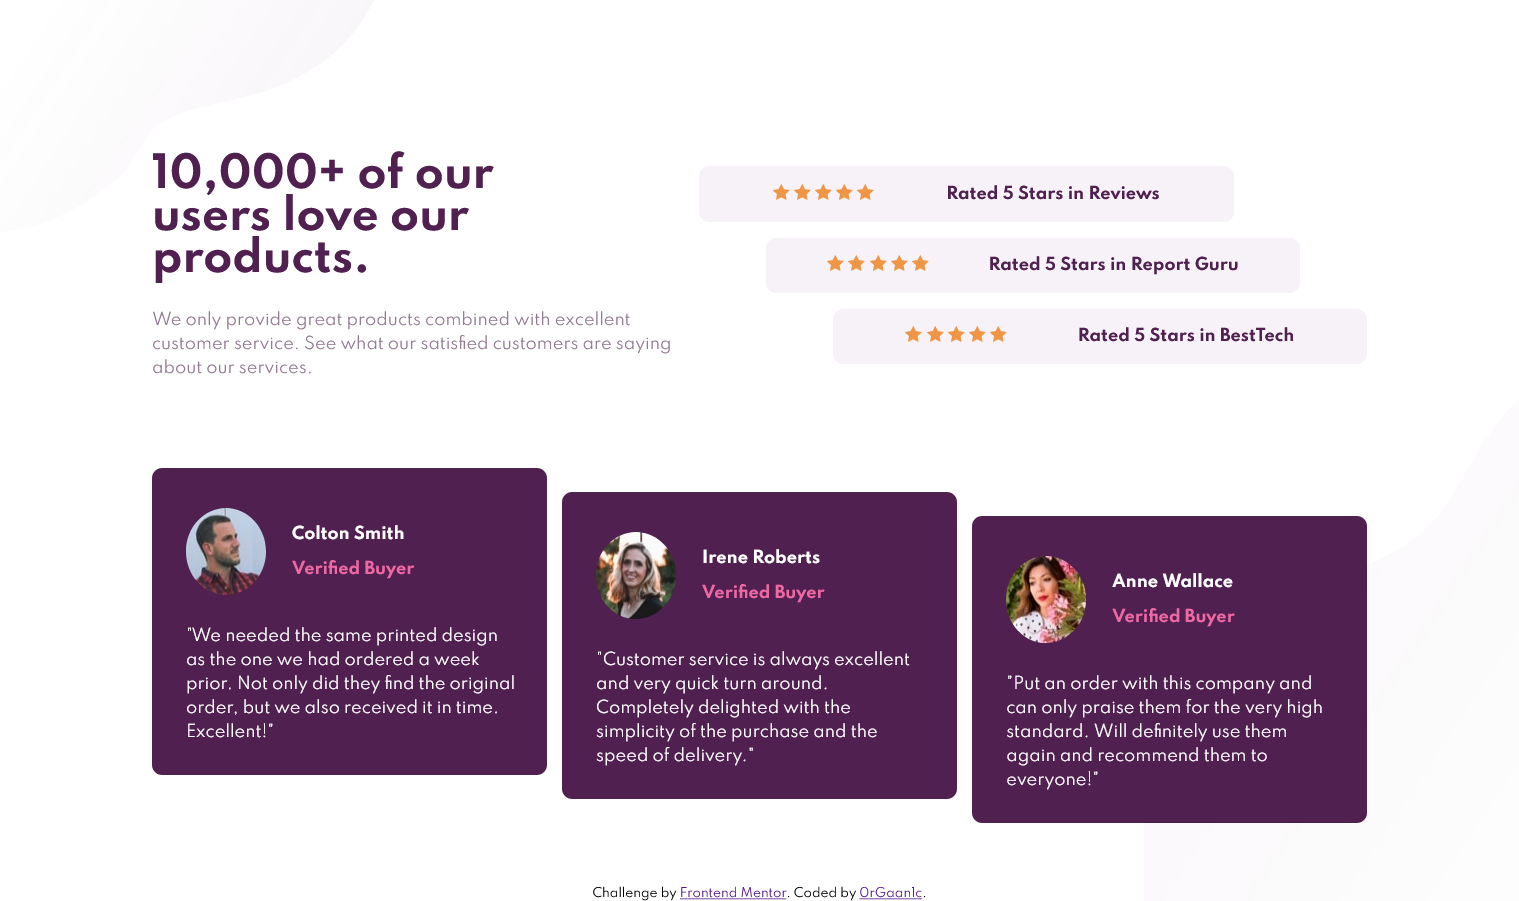 10,000+ of our
users love our
products.
We only provide great products combined with excellent
customer service. See what our satisfied customers are saying
about our services.
Rated 5 Stars in Reviews
Rated 5 Stars in Report Guru
Rated 5 Stars in BestTech
Colton Smith
Verified Buyer
"We needed the same printed design
as the one we had ordered a week
prior. Not only did they find the original
order, but we also received it in time.
Excellent!"
Irene Roberts
Verified Buyer
"Customer service is always excellent
and very quick turn around.
Completely delighted with the
simplicity of the purchase and the
speed of delivery."
Anne Wallace
Verified Buyer
"Put an order with this company and
can only praise them for the very high
standard. Will definitely use them
again and recommend them to
everyone!"
Challenge by Frontend Mentor. Coded by 0rGaan1c.